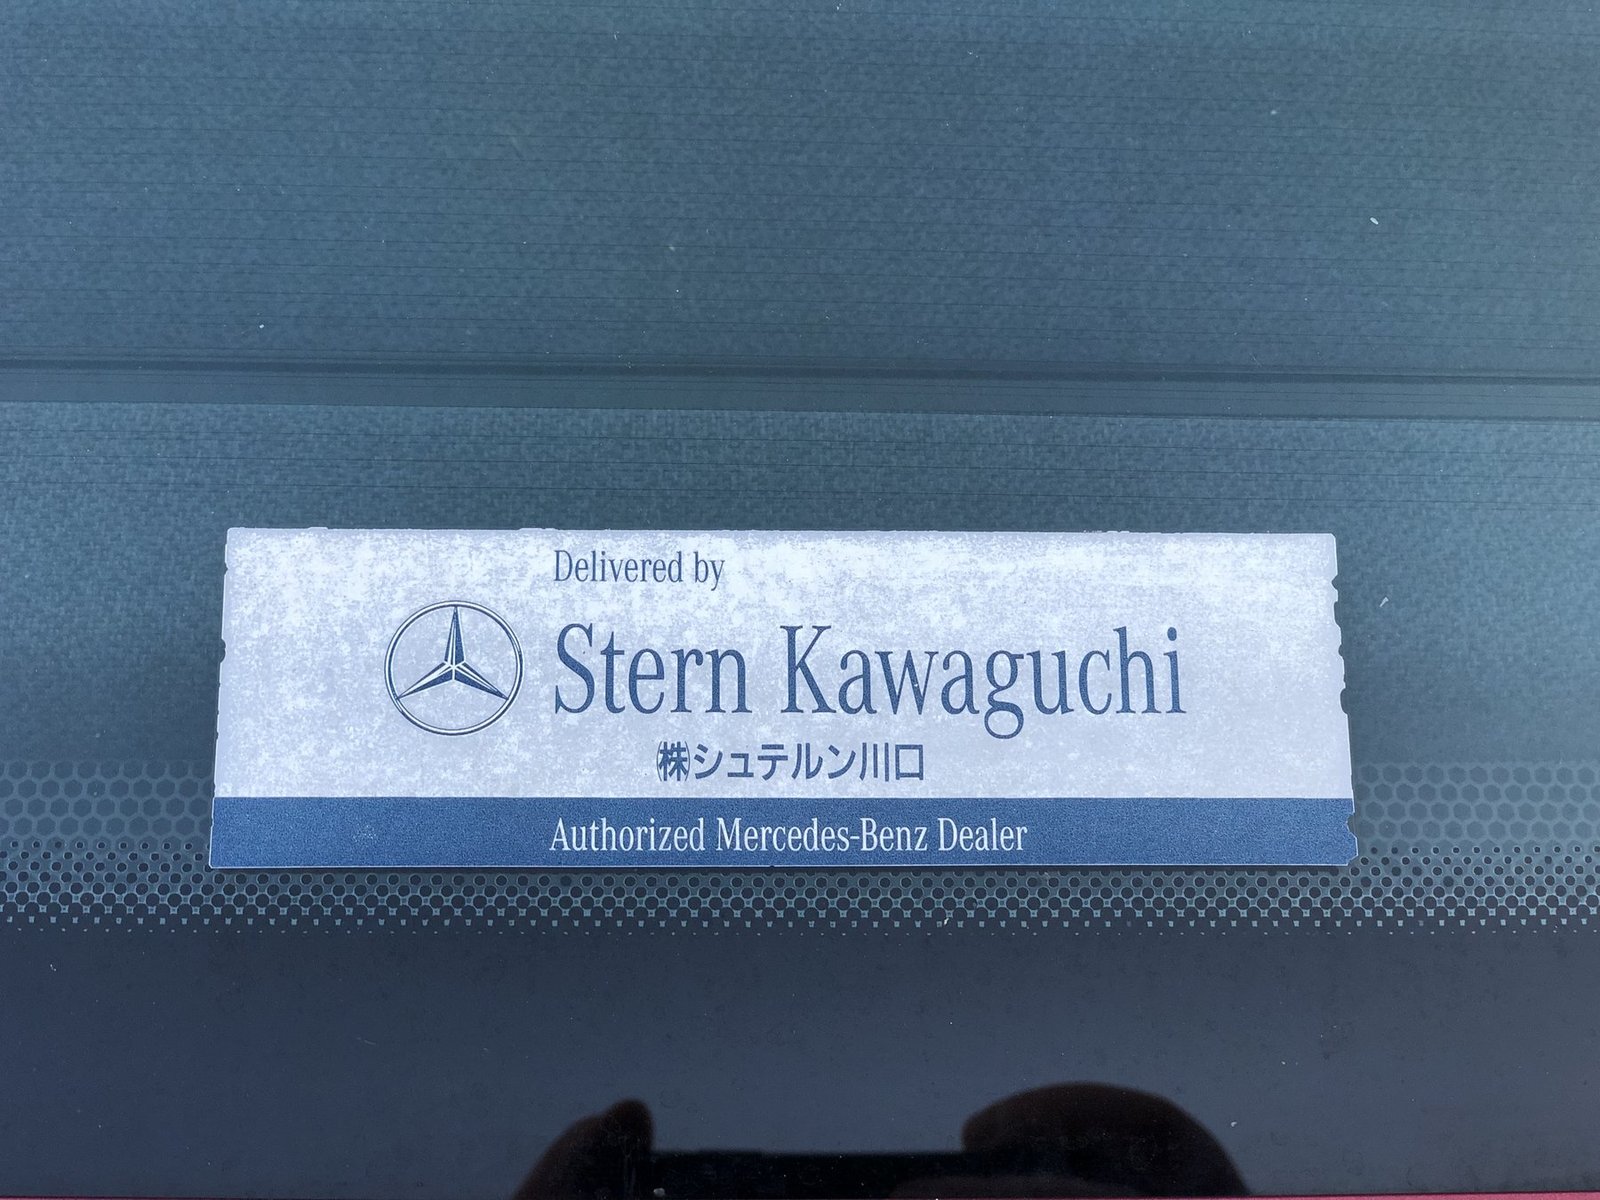 Delivered by
Stern Kawaguchi
㈱シュテルン川口
Authorized Mercedes-Benz Dealer